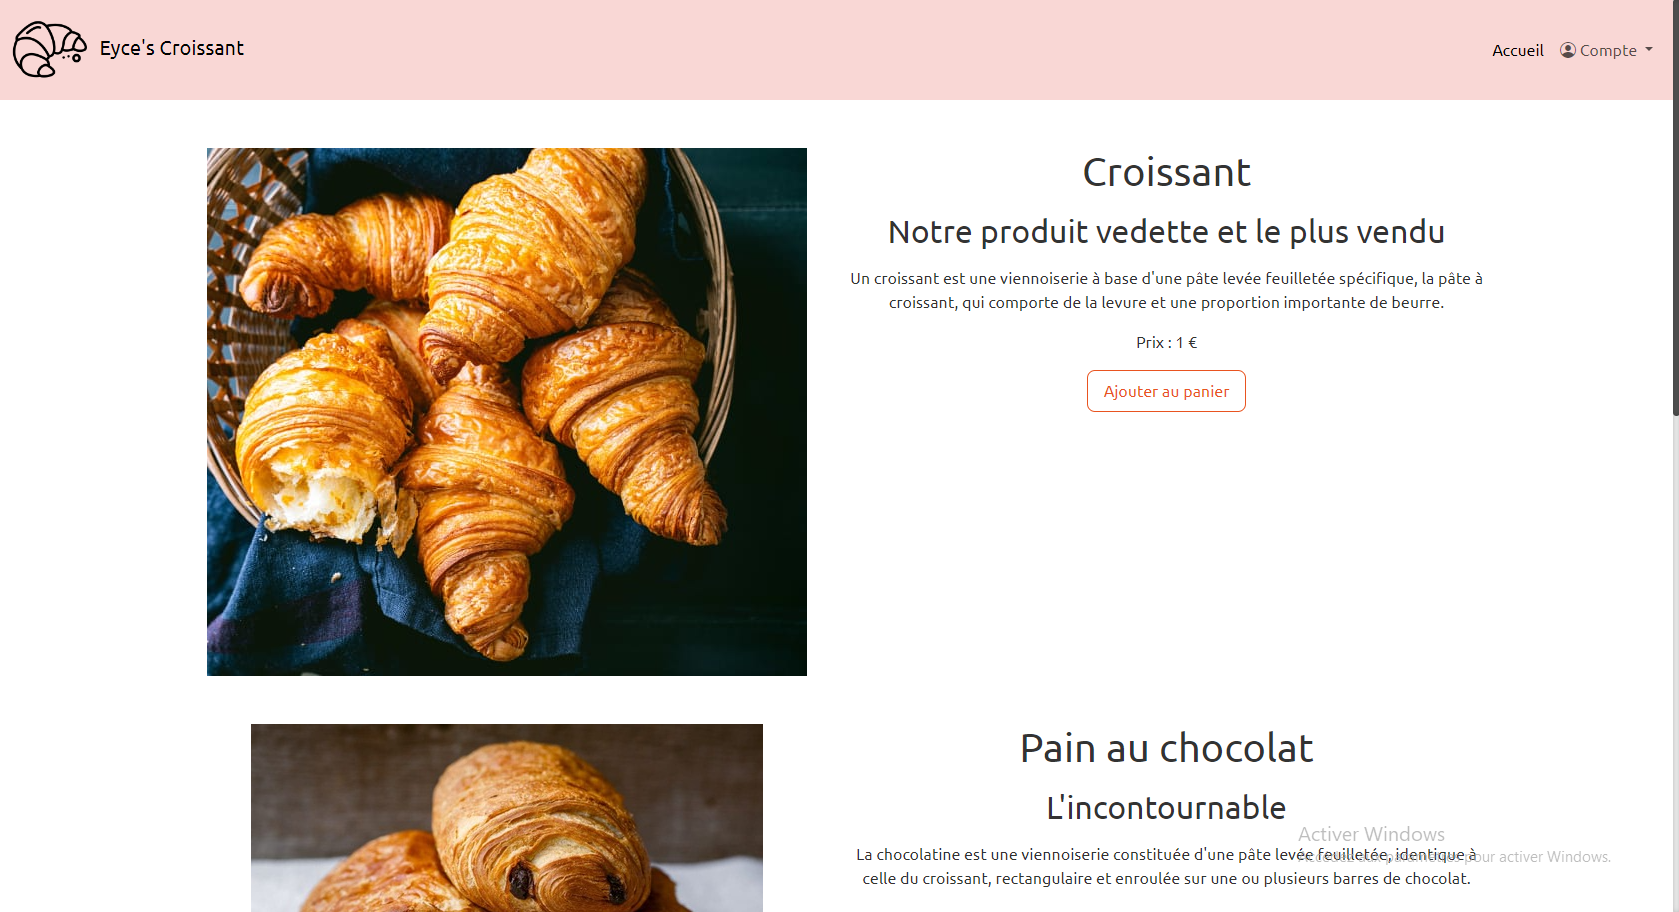 Eyce's Croissant
Accueil
Compte
Croissant
Notre produit vedette et le plus vendu
Un croissant est une viennoiserie à base d'une pâte levée feuilletée spécifique, la pâte à
croissant, qui comporte de la levure et une proportion importante de beurre.
Prix : 1 €
Ajouter au panier
Pain au chocolat
L'incontournable
La chocolatine est une viennoiserie constituée d'une pâte levée feuilletée, identique à
celle du croissant, rectangulaire et enroulée sur une ou plusieurs barres de chocolat.
Activer Windows
Accédez aux paramètres pour activer Windows.